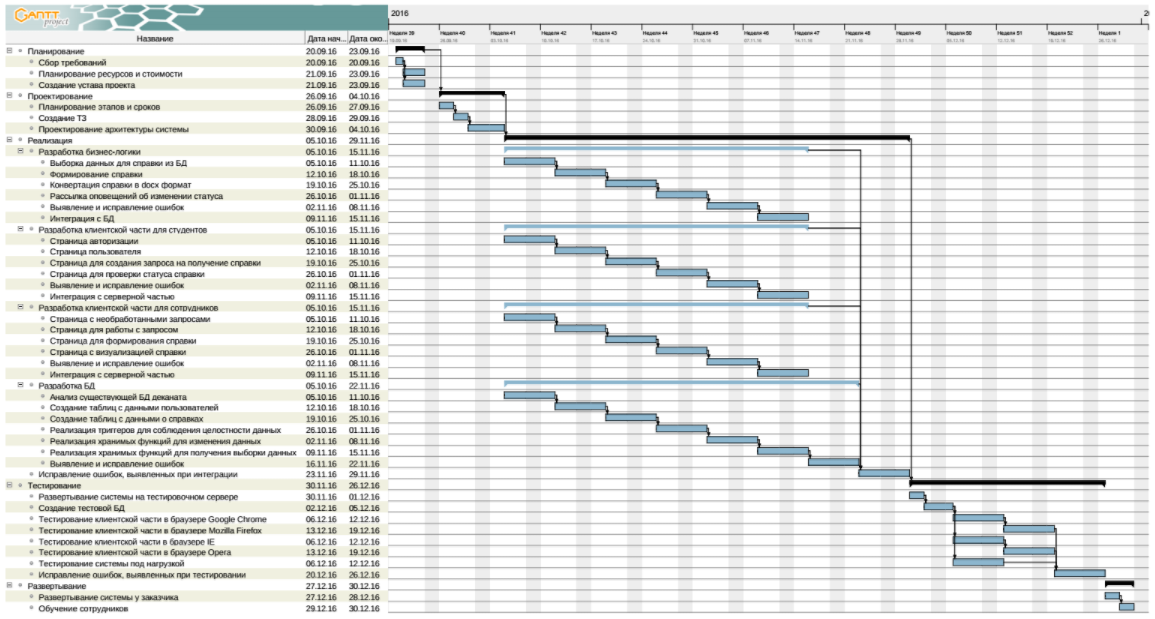 GANTT project
2016
Название Дата нач... Дата око...
Неделя 39 Неделя 40 Неделя 41 Неделя 42 Неделя 43 Неделя 44 Неделя 45 Неделя 46 Неделя 47 Неделя 48 Неделя 49 Неделя 50 Неделя 51 Неделя 52 Неделя 1
Планирование 20.09.16 23.09.16
Сбор требований 20.09.16 20.09.16
Планирование ресурсов и стоимости 21.09.16 23.09.16
Создание устава проекта 21.09.16 23.09.16
Проектирование 26.09.16 04.10.16
Планирование этапов и сроков 26.09.16 27.09.16
Создание ТЗ 28.09.16 29.09.16
Проектирование архитектуры системы 30.09.16 04.10.16
Реализация 05.10.16 29.11.16
Разработка бизнес-логики 05.10.16 15.11.16
Выборка данных для справки из БД 05.10.16 11.10.16
Формирование справки 12.10.16 18.10.16
Конвертация справки в docx формат 19.10.16 25.10.16
Рассылка оповещений об изменении статуса 26.10.16 01.11.16
Выявление и исправление ошибок 02.11.16 08.11.16
Интеграция с БД 09.11.16 15.11.16
Разработка клиентской части для студентов 05.10.16 15.11.16
Страница авторизации 05.10.16 11.10.16
Страница пользователя 12.10.16 18.10.16
Страница для создания запроса на получение справки 19.10.16 25.10.16
Страница для проверки статуса справки 26.10.16 01.11.16
Выявление и исправление ошибок 02.11.16 08.11.16
Интеграция с серверной частью 09.11.16 15.11.16
Разработка клиентской части для сотрудников 05.10.16 15.11.16
Страница с необработанными запросами 05.10.16 11.10.16
Страница для работы с запросом 12.10.16 18.10.16
Страница для формирования справки 19.10.16 25.10.16
Страница с визуализацией справки 26.10.16 01.11.16
Выявление и исправление ошибок 02.11.16 08.11.16
Интеграция с серверной частью 09.11.16 15.11.16
Разработка БД 05.10.16 22.11.16
Анализ существующей БД деканата 05.10.16 11.10.16
Создание таблиц с данными пользователей 12.10.16 18.10.16
Создание таблиц с данными о справках 19.10.16 25.10.16
Реализация триггеров для соблюдения целостности данных 26.10.16 01.11.16
Реализация хранимых функций для изменения данных 02.11.16 08.11.16
Реализация хранимых функций для получения выборки данных 09.11.16 15.11.16
Выявление и исправление ошибок 16.11.16 22.11.16
Исправление ошибок, выявленных при интеграции 23.11.16 29.11.16
Тестирование 30.11.16 26.12.16
Развертывание системы на тестировочном сервере 30.11.16 01.12.16
Создание тестовой БД 02.12.16 05.12.16
Тестирование клиентской части в браузере Google Chrome 06.12.16 12.12.16
Тестирование клиентской части в браузере Mozilla Firefox 13.12.16 19.12.16
Тестирование клиентской части в браузере IE 06.12.16 12.12.16
Тестирование клиентской части в браузере Opera 13.12.16 19.12.16
Тестирование системы под нагрузкой 06.12.16 12.12.16
Исправление ошибок, выявленных при тестировании 20.12.16 26.12.16
Развертывание 27.12.16 30.12.16
Развертывание системы у заказчика 27.12.16 28.12.16
Обучение сотрудников 29.12.16 30.12.16